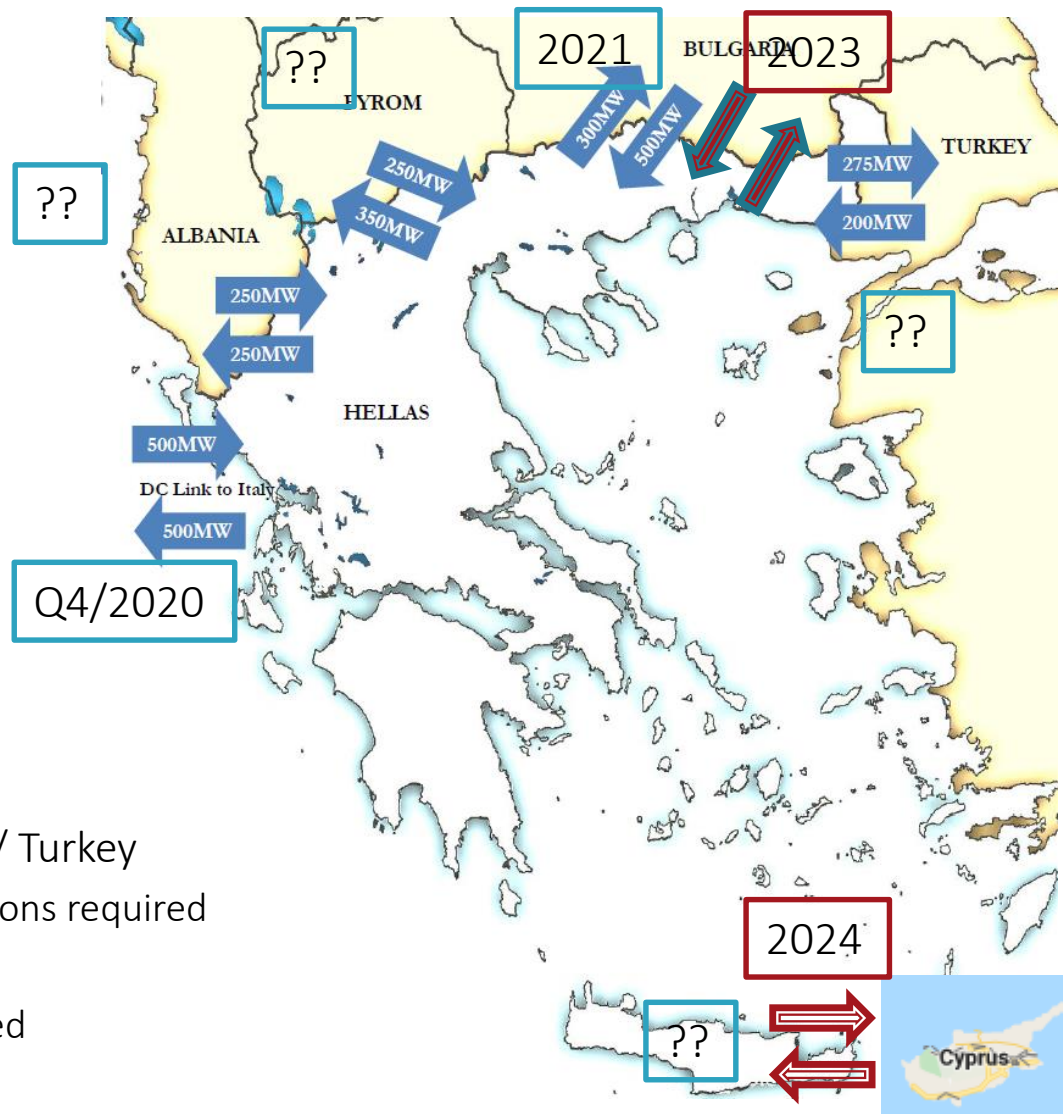 ??
2021
BULGARIA
2023
FYROM
300MW
500MW
TURKEY
275MW
250MW
??
350MW
200MW
ALBANIA
250MW
??
250MW
HELLAS
500MW
DC Link to Italy
500MW
Q4/2020
/ Turkey
ons required
2024
ed
??
Cyprus